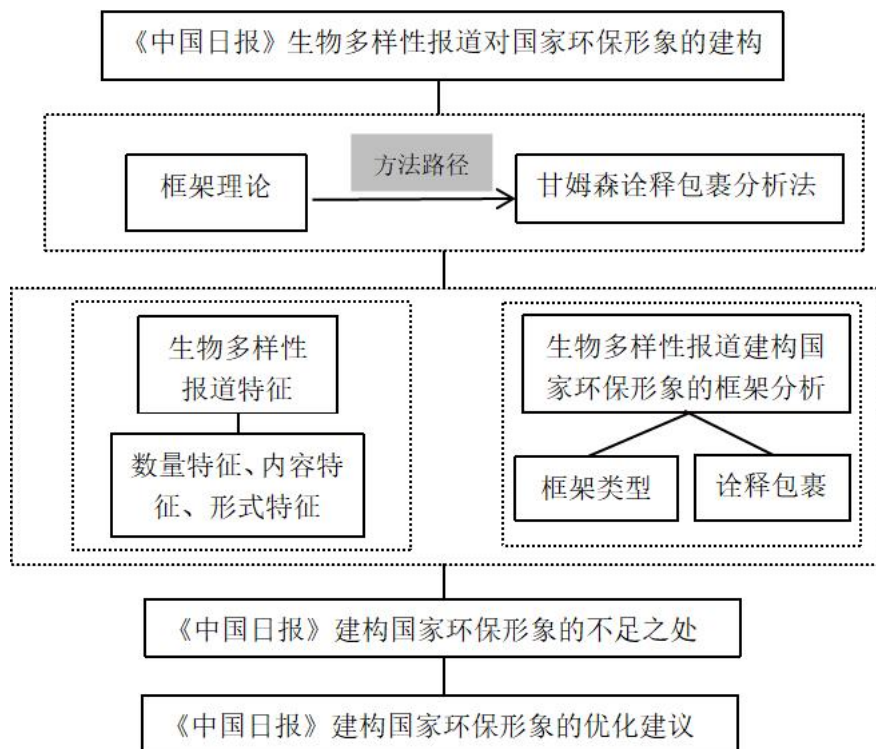 《中国日报》生物多样性报道对国家环保形象的建构
框架理论
方法路径
甘姆森诠释包裹分析法
生物多样性
报道特征
数量特征、内容特
征、形式特征
生物多样性报道建构国
家环保形象的框架分析
框架类型
诠释包裹
《中国日报》建构国家环保形象的不足之处
《中国日报》建构国家环保形象的优化建议